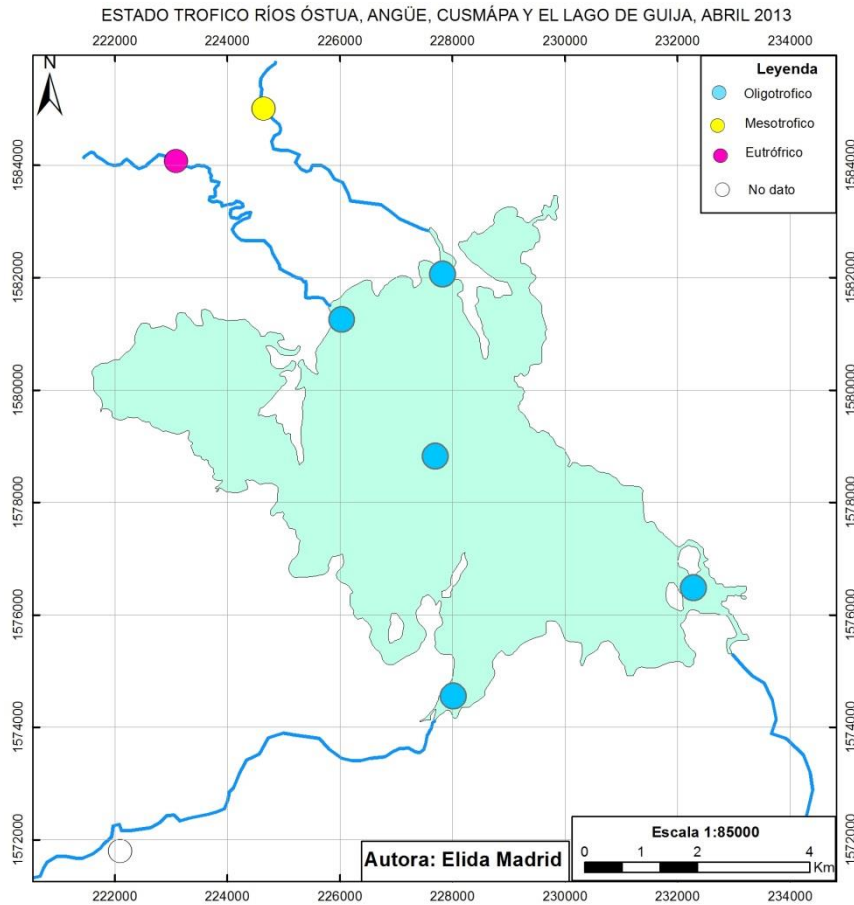 ESTADO TROFICO RÍOS ÓSTUA, ANGÜE, CUSMÁPA Y EL LAGO DE GUIJA, ABRIL 2013
222000 224000 226000 228000 230000 232000 234000
N
Leyenda
Oligotrofico
Mesotrofico
Eutrófrico
No dato
1584000 1584000
1582000 1582000
1580000 1580000
1578000 1578000
1576000 1576000
1574000 1574000
1572000 1572000
Escala 1:85000
0 1 2 4
Km
Autora: Elida Madrid
222000 224000 226000 228000 230000 232000 234000